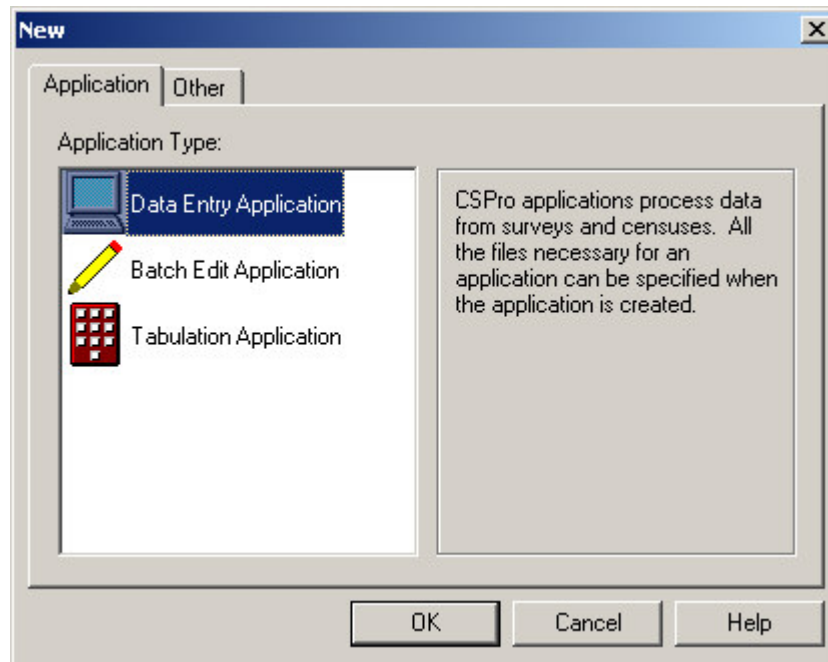 New
Application
Other
Application Type:
Data Entry Application
Batch Edit Application
Tabulation Application
CSPro applications process data
from surveys and censuses. All
the files necessary for an
application can be specified when
the application is created.
OK
Cancel
Help